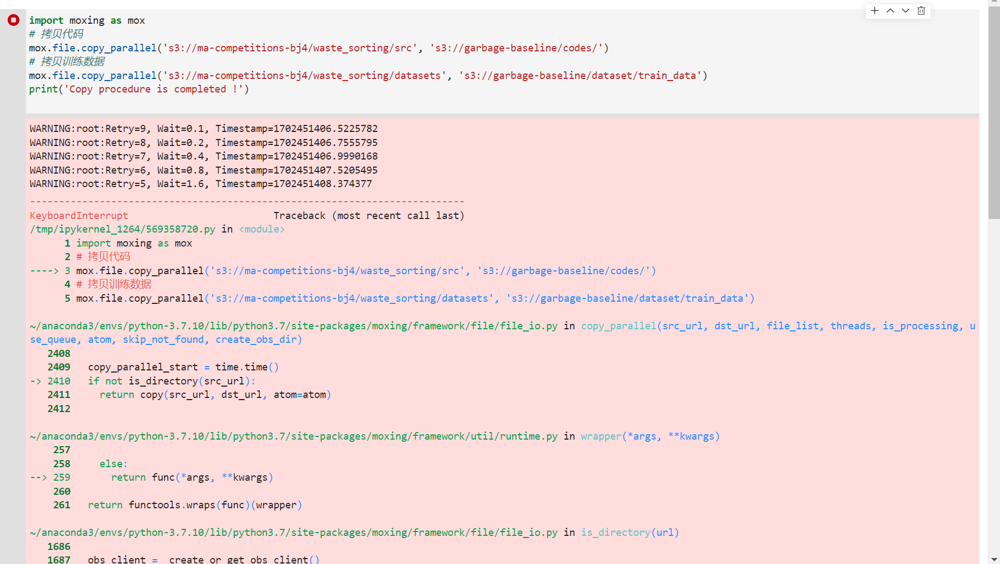 import moxing as mox
# 拷贝代码
mox.file.copy_parallel('s3://ma-competitions-bj4/waste_sorting/src', 's3://garbage-baseline/codes/')
# 拷贝训练数据
mox.file.copy_parallel('s3://ma-competitions-bj4/waste_sorting/datasets', 's3://garbage-baseline/dataset/train_data')
print('Copy procedure is completed !')
WARNING:root:Retry=9, Wait=0.1, Timestamp=1702451406.5225782
WARNING:root:Retry=8, Wait=0.2, Timestamp=1702451406.7555795
WARNING:root:Retry=7, Wait=0.4, Timestamp=1702451406.9990168
WARNING:root:Retry=6, Wait=0.8, Timestamp=1702451407.5205495
WARNING:root:Retry=5, Wait=1.6, Timestamp=1702451408.374377
---------------------------------------------------------------------------
KeyboardInterrupt                         Traceback (most recent call last)
/tmp/ipykernel_1264/569358720.py in <module>
      1 import moxing as mox
      2 # 拷贝代码
----> 3 mox.file.copy_parallel('s3://ma-competitions-bj4/waste_sorting/src', 's3://garbage-baseline/codes/')
      4 # 拷贝训练数据
      5 mox.file.copy_parallel('s3://ma-competitions-bj4/waste_sorting/datasets', 's3://garbage-baseline/dataset/train_data')
~/anaconda3/envs/python-3.7.10/lib/python3.7/site-packages/moxing/framework/file/file_io.py in copy_parallel(src_url, dst_url, file_list, threads, is_processing, u
se_queue, atom, skip_not_found, create_obs_dir)
   2408
   2409   copy_parallel_start = time.time()
-> 2410   if not is_directory(src_url):
   2411     return copy(src_url, dst_url, atom=atom)
   2412
~/anaconda3/envs/python-3.7.10/lib/python3.7/site-packages/moxing/framework/util/runtime.py in wrapper(*args, **kwargs)
    257
    258     else:
--> 259       return func(*args, **kwargs)
    260
    261   return functools.wraps(func)(wrapper)
~/anaconda3/envs/python-3.7.10/lib/python3.7/site-packages/moxing/framework/file/file_io.py in is_directory(url)
   1686
   1687   obs_client = _create_or_get_obs_client()